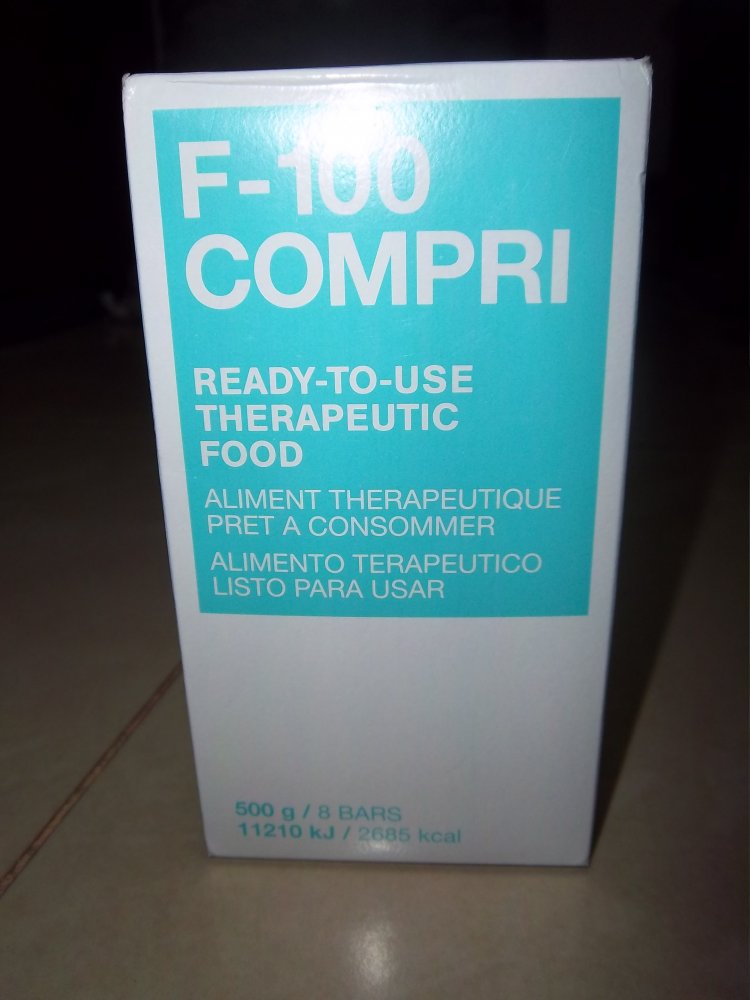 F-100
COMPRI
READY-TO-USE
THERAPEUTIC
FOOD
ALIMENT THERAPEUTIQUE
PRET A CONSOMMER
ALIMENTO TERAPEUTICO
LISTO PARA USAR
500 g / 8 BARS
11210 kJ / 2685 kcal